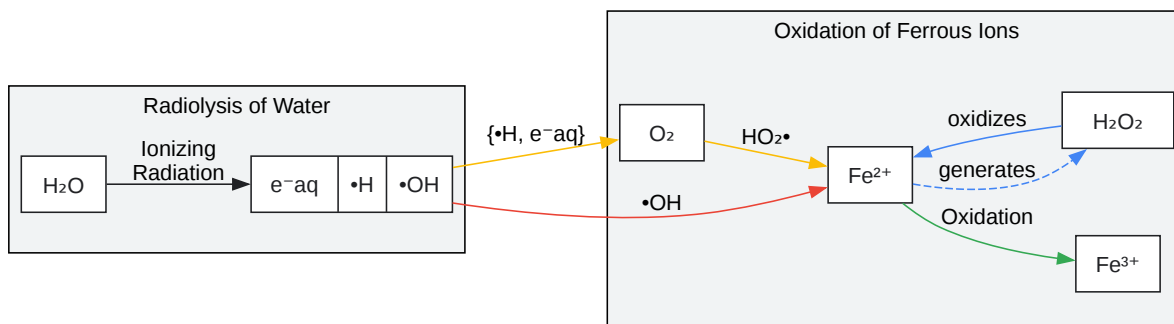 Oxidation of Ferrous Ions
Radiolysis of Water
H₂O
Ionizing
Radiation
e⁻aq
•H
•OH
{•H, e⁻aq}
•OH
O₂
HO₂•
Fe²⁺
oxidizes
generates
H₂O₂
Oxidation
Fe³⁺